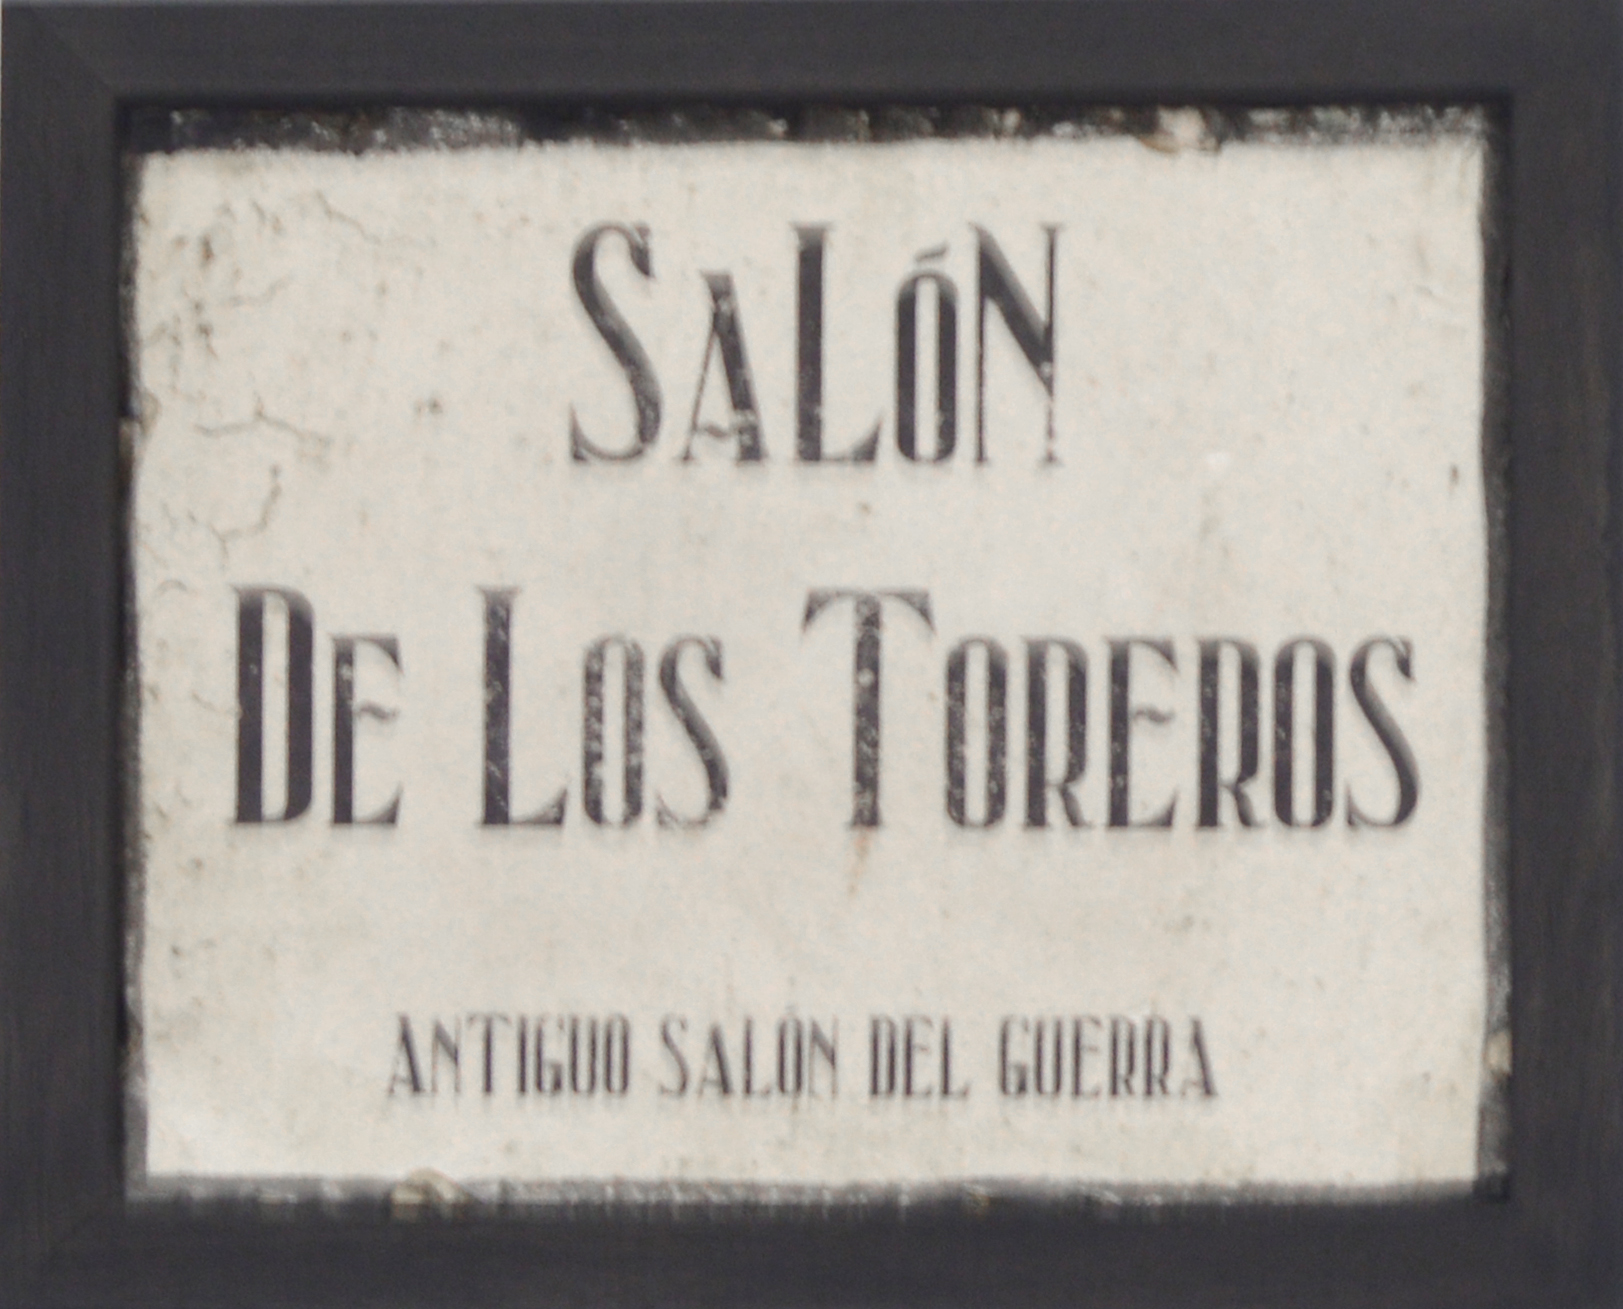 SALÓN
DE LOS TOREROS
ANTIGUO SALÓN DEL GUERRA